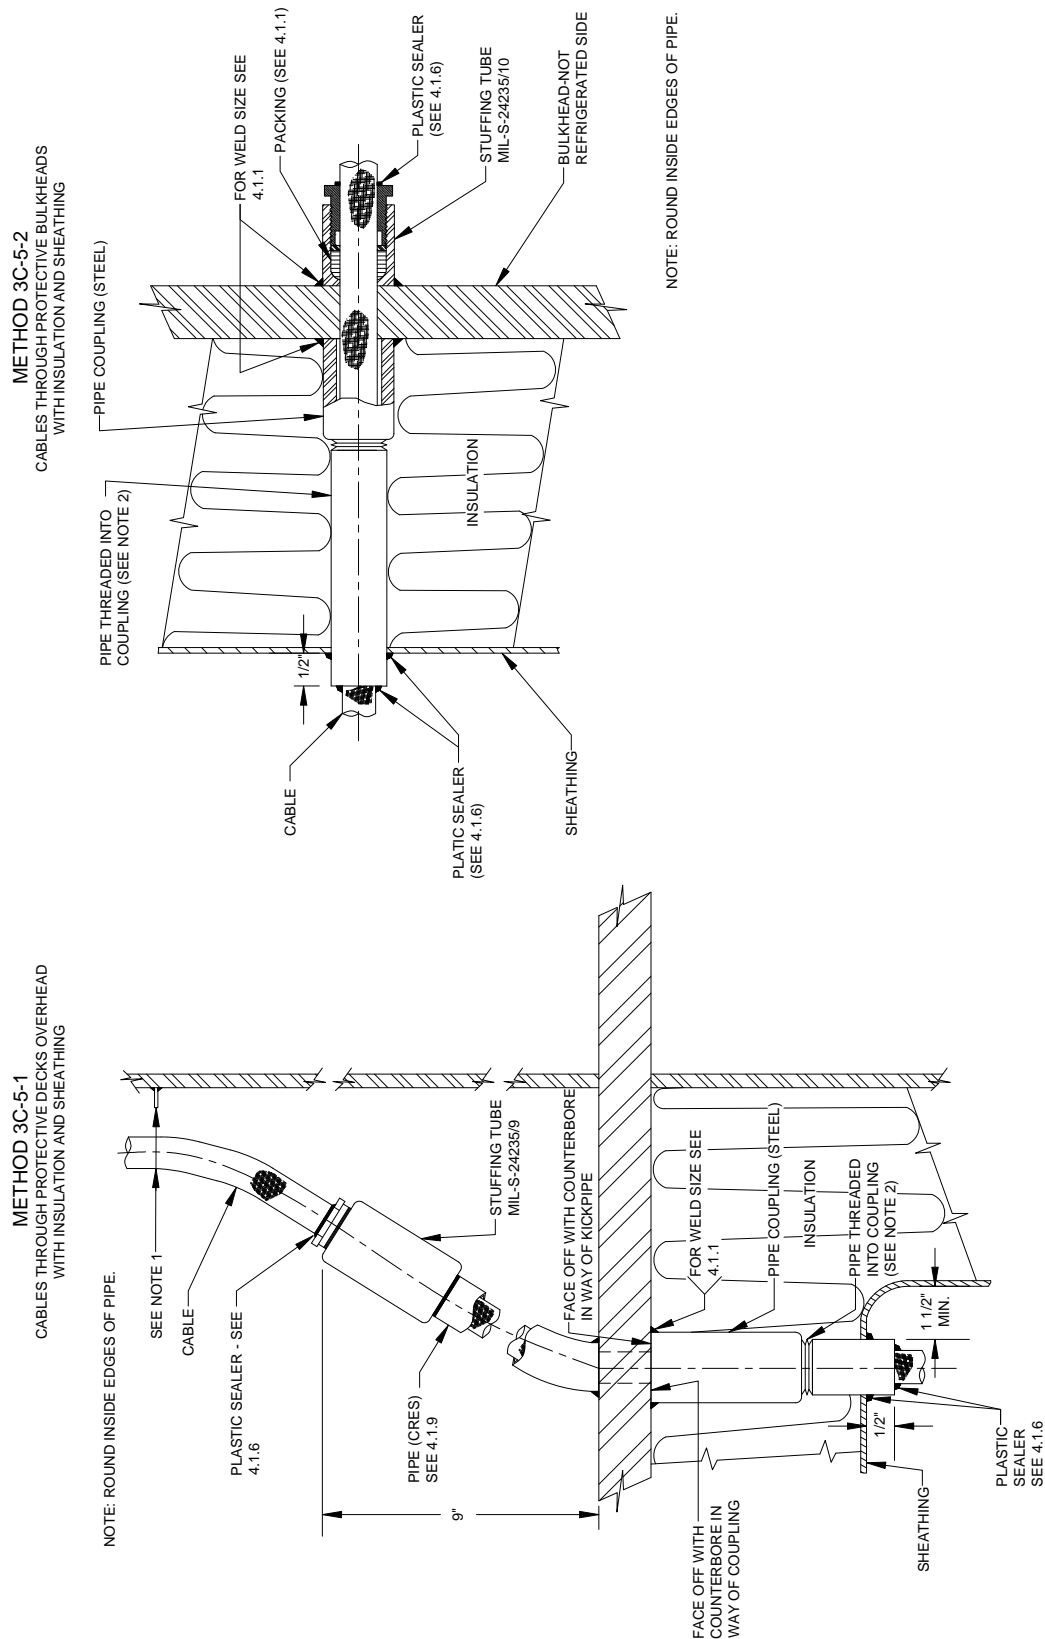 METHOD 3C-5-1
CABLES THROUGH PROTECTIVE DECKS OVERHEAD
WITH INSULATION AND SHEATHING
NOTE: ROUND INSIDE EDGES OF PIPE.
SEE NOTE 1
CABLE
PLASTIC SEALER - SEE
4.1.6
PIPE (CRES)
SEE 4.1.9
9"
STUFFING TUBE
MIL-S-24235/9
FACE OFF WITH COUNTERBORE
IN WAY OF KICKPIPE
FOR WELD SIZE SEE
4.1.1
PIPE COUPLING (STEEL)
INSULATION
PIPE THREADED
INTO COUPLING
(SEE NOTE 2)
1 1/2"
MIN.
FACE OFF WITH
COUNTERBORE IN
WAY OF COUPLING
1/2"
SHEATHING
PLASTIC
SEALER
SEE 4.1.6
METHOD 3C-5-2
CABLES THROUGH PROTECTIVE BULKHEADS
WITH INSULATION AND SHEATHING
PIPE COUPLING (STEEL)
PIPE THREADED INTO
COUPLING (SEE NOTE 2)
FOR WELD SIZE SEE
4.1.1
PACKING (SEE 4.1.1)
1/2"
CABLE
PLATIC SEALER
(SEE 4.1.6)
SHEATHING
INSULATION
PLASTIC SEALER
(SEE 4.1.6)
STUFFING TUBE
MIL-S-24235/10
BULKHEAD-NOT
REFRIGERATED SIDE
NOTE: ROUND INSIDE EDGES OF PIPE.